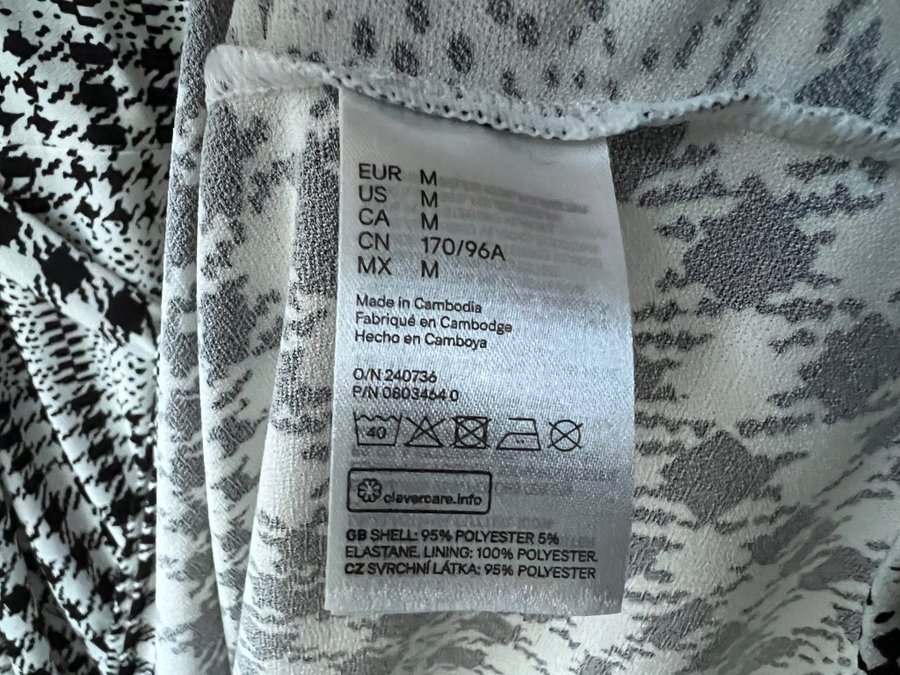 EUR M
US M
CA M
CN 170/96A
MX M
Made in Cambodia
Fabriqué en Cambodge
Hecho en Camboya
O/N 240736
P/N 0803464 0
40
clevercare.info
GB SHELL: 95% POLYESTER 5%
ELASTANE. LINING: 100% POLYESTER.
CZ SVRCHNÍ LÁTKA: 95% POLYESTER